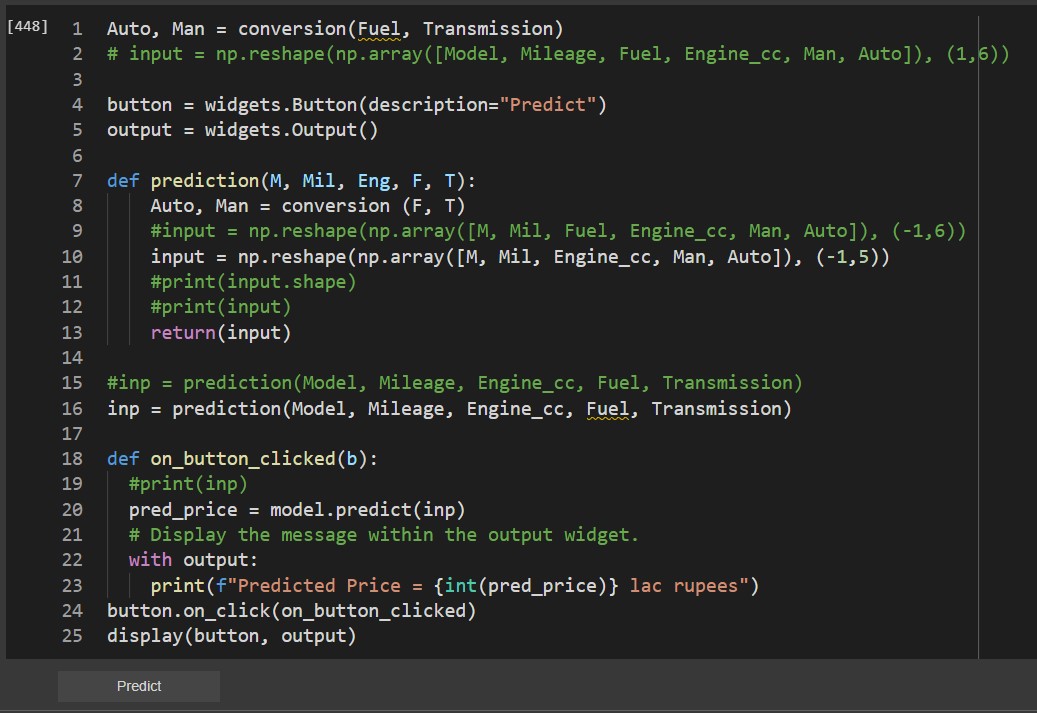 [448] 1 Auto, Man = conversion(Fuel, Transmission)
2 # input = np.reshape(np.array([Model, Mileage, Fuel, Engine_cc, Man, Auto]), (1,6))
3
4 button = widgets.Button(description="Predict")
5 output = widgets.Output()
6
7 def prediction(M, Mil, Eng, F, T):
8     Auto, Man = conversion (F, T)
9     #input = np.reshape(np.array([M, Mil, Fuel, Engine_cc, Man, Auto]), (-1,6))
10     input = np.reshape(np.array([M, Mil, Engine_cc, Man, Auto]), (-1,5))
11     #print(input.shape)
12     #print(input)
13     return(input)
14
15 #inp = prediction(Model, Mileage, Engine_cc, Fuel, Transmission)
16 inp = prediction(Model, Mileage, Engine_cc, Fuel, Transmission)
17
18 def on_button_clicked(b):
19   #print(inp)
20   pred_price = model.predict(inp)
21   # Display the message within the output widget.
22   with output:
23     print(f"Predicted Price = {int(pred_price)} lac rupees")
24 button.on_click(on_button_clicked)
25 display(button, output)
Predict